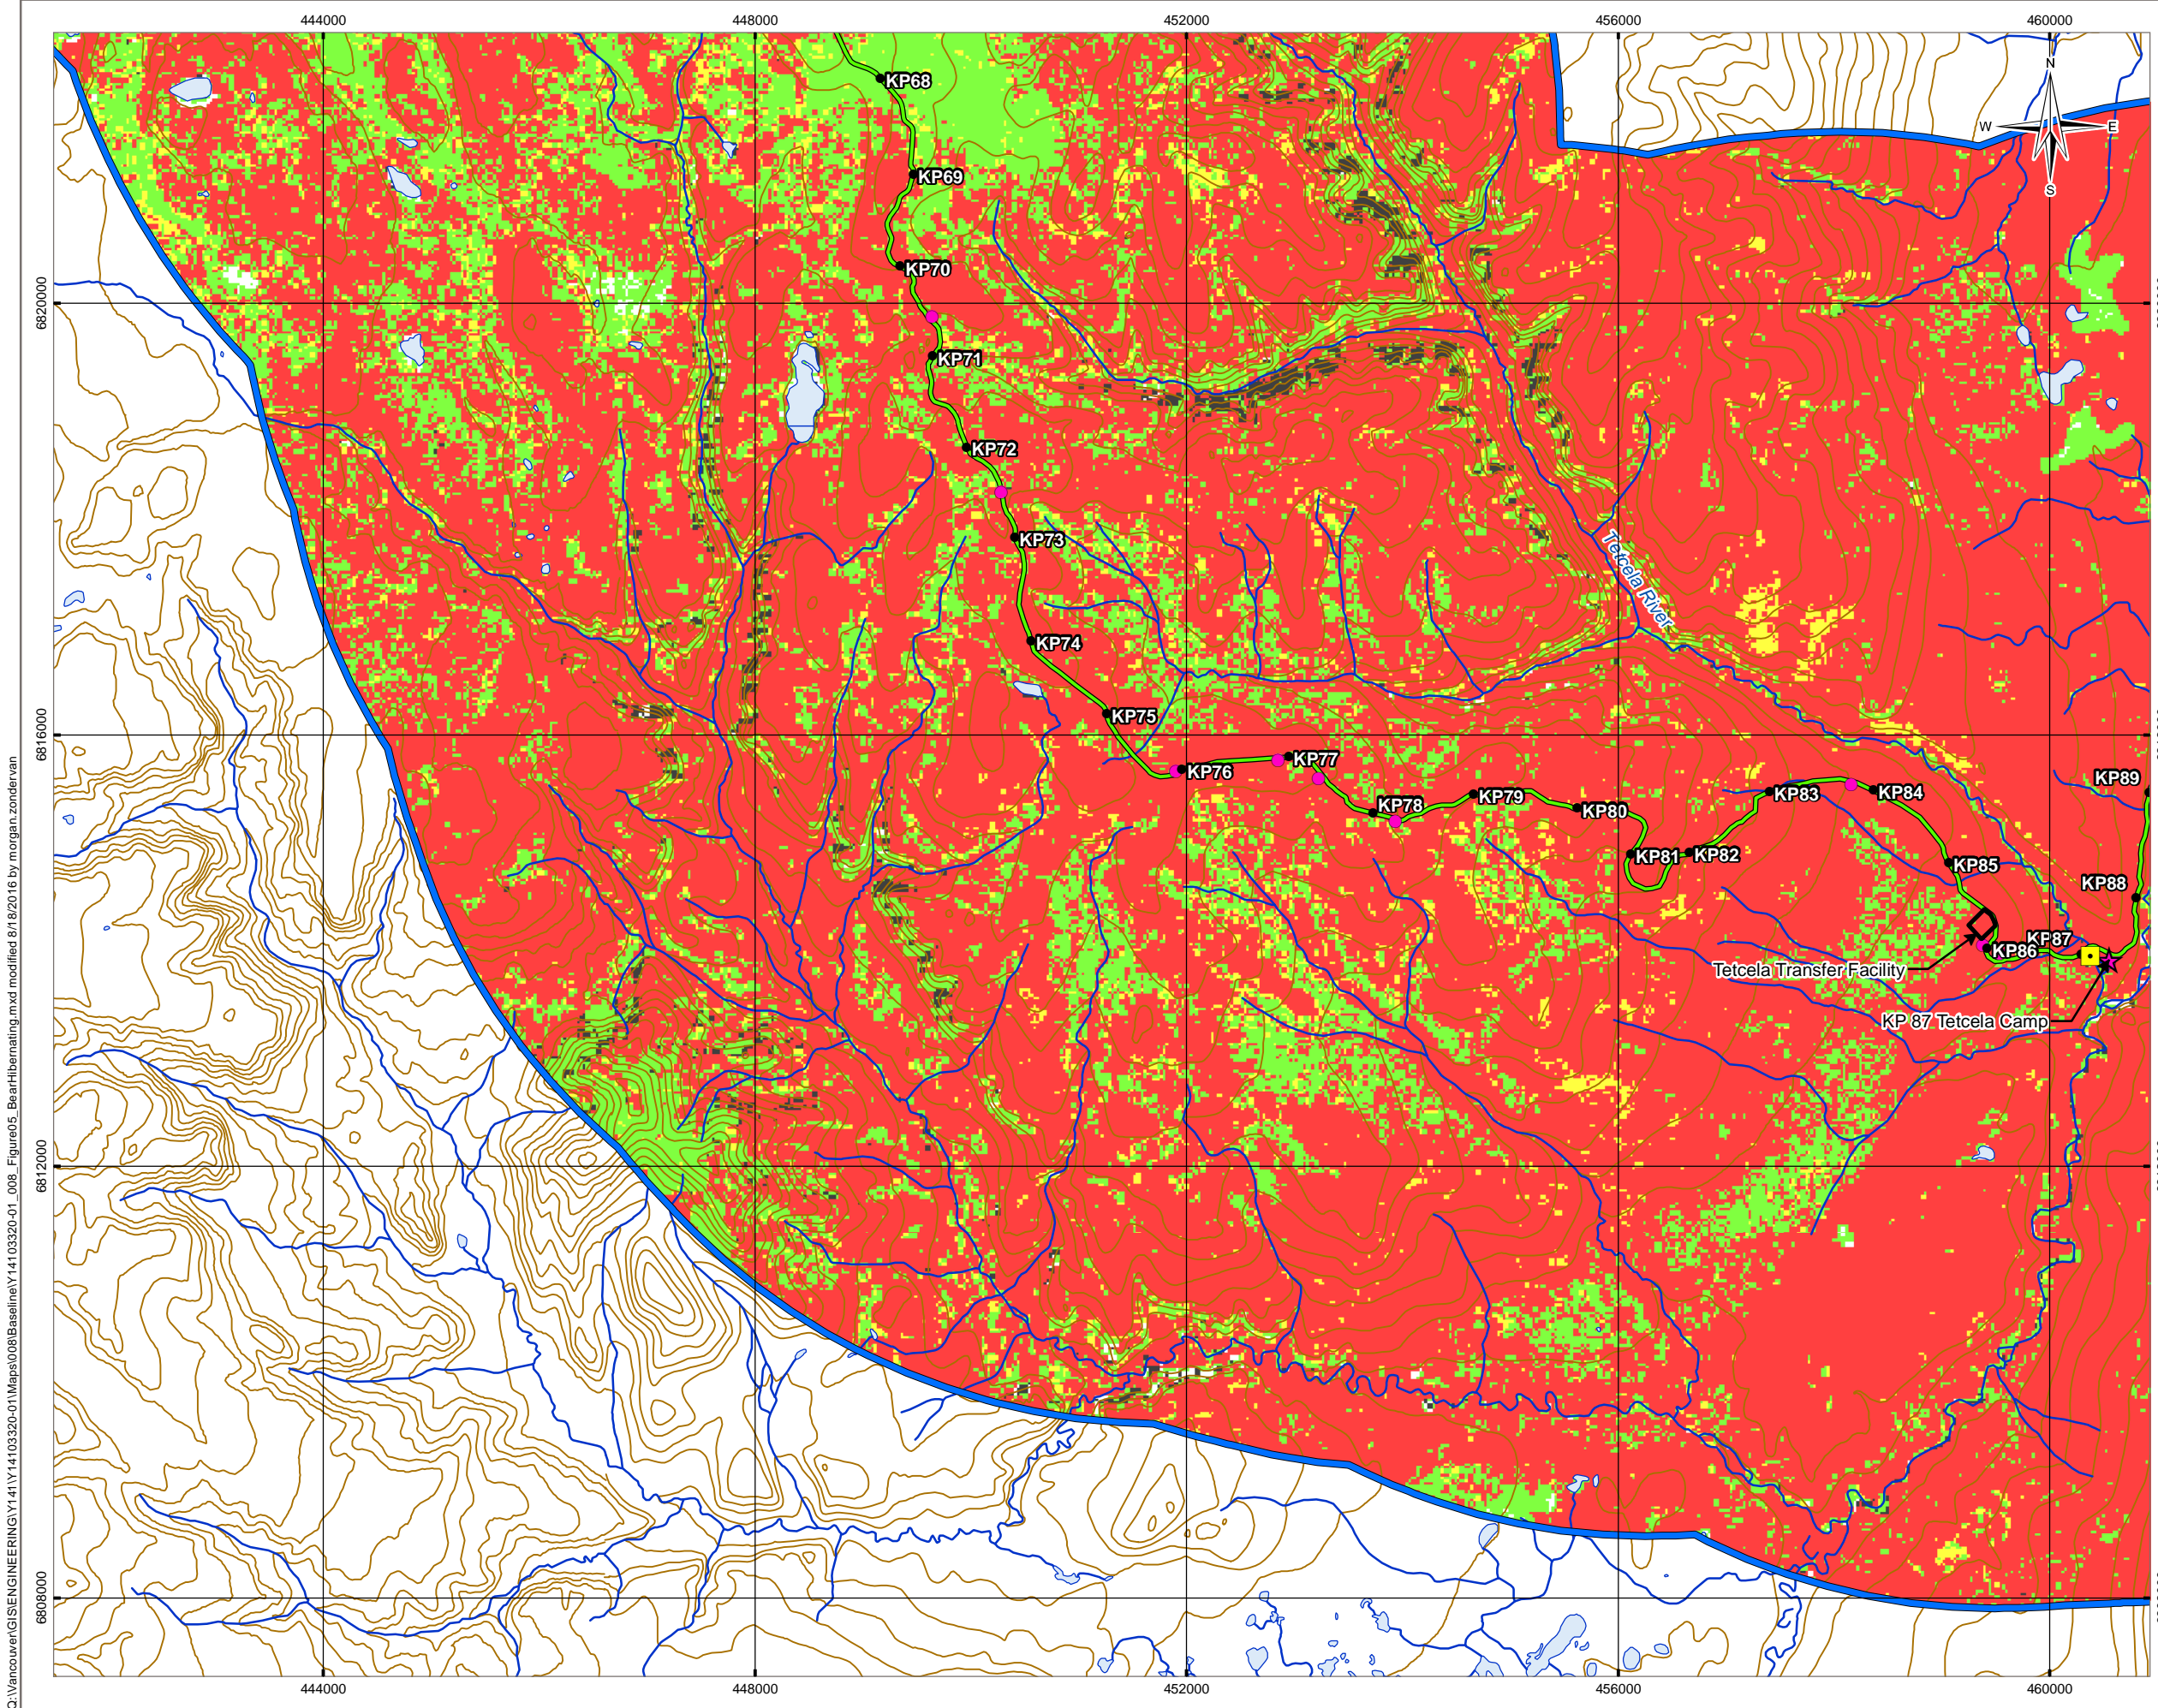 444000
448000
452000
456000
460000
N
W
E
S
KP68
KP69
KP70
6820000
KP71
KP72
KP73
Tetcela River
KP74
KP75
6816000
KP76
KP77
KP89
KP78
KP79
KP80
KP83
KP84
KP81
KP82
KP85
KP88
KP87
KP86
Tetcela Transfer Facility
KP 87 Tetcela Camp
6812000
6808000
444000
448000
452000
456000
460000
Q:\Vancouver\GIS\ENGINEERING\Y141\Y14103320-01\Maps\008\Baseline\Y14103320-01_008_Figure05_BearHibernating.mxd modified 8/18/2016 by morgan.zondervan